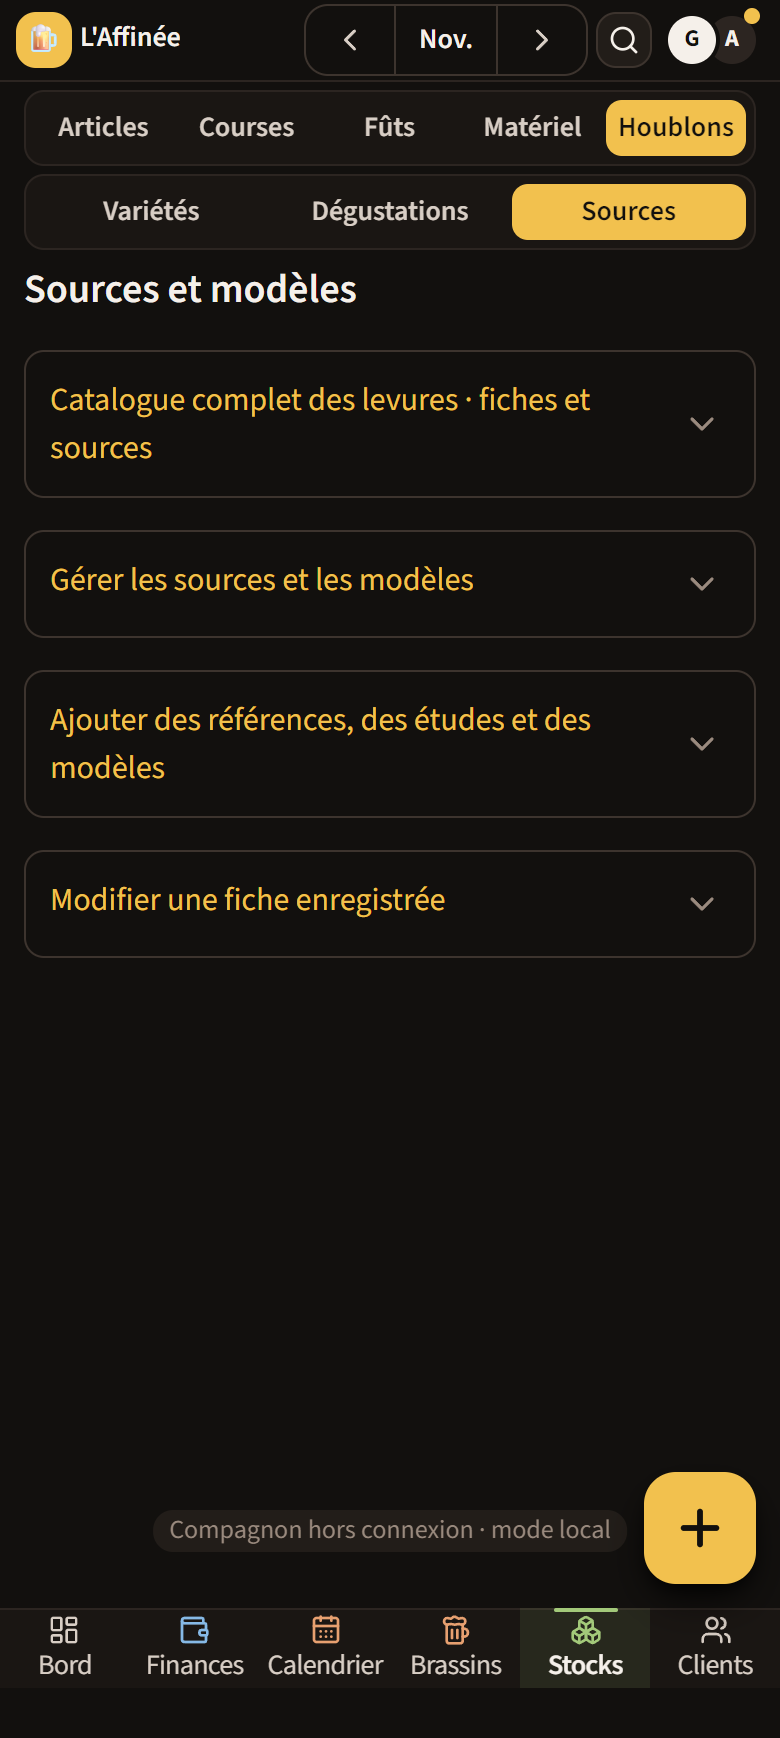 L'Affinée
Nov.
G
A
Articles
Courses
Fûts
Matériel
Houblons
Variétés
Dégustations
Sources
Sources et modèles
Catalogue complet des levures · fiches et
sources
Gérer les sources et les modèles
Ajouter des références, des études et des
modèles
Modifier une fiche enregistrée
Compagnon hors connexion · mode local
Bord
Finances
Calendrier
Brassins
Stocks
Clients